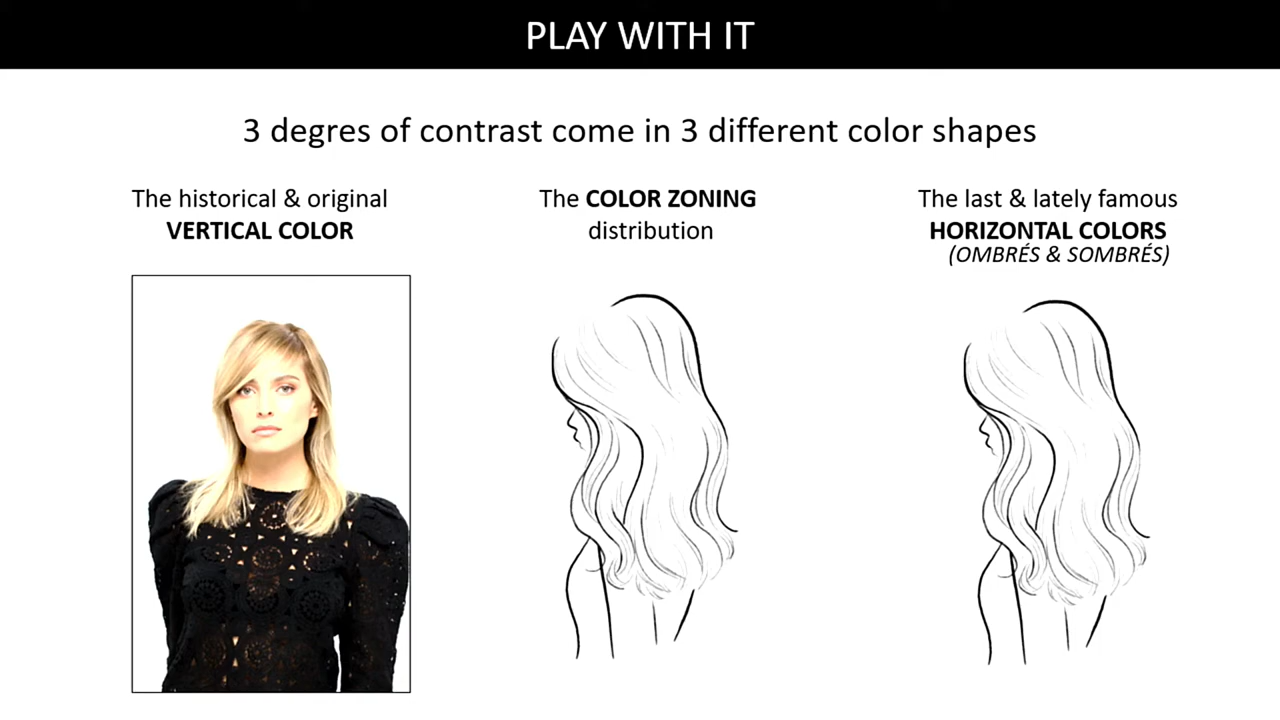 PLAY WITH IT
3 degres of contrast come in 3 different color shapes
The historical & original
VERTICAL COLOR
The COLOR ZONING
distribution
The last & lately famous
HORIZONTAL COLORS
(OMBRÉS & SOMBRÉS)